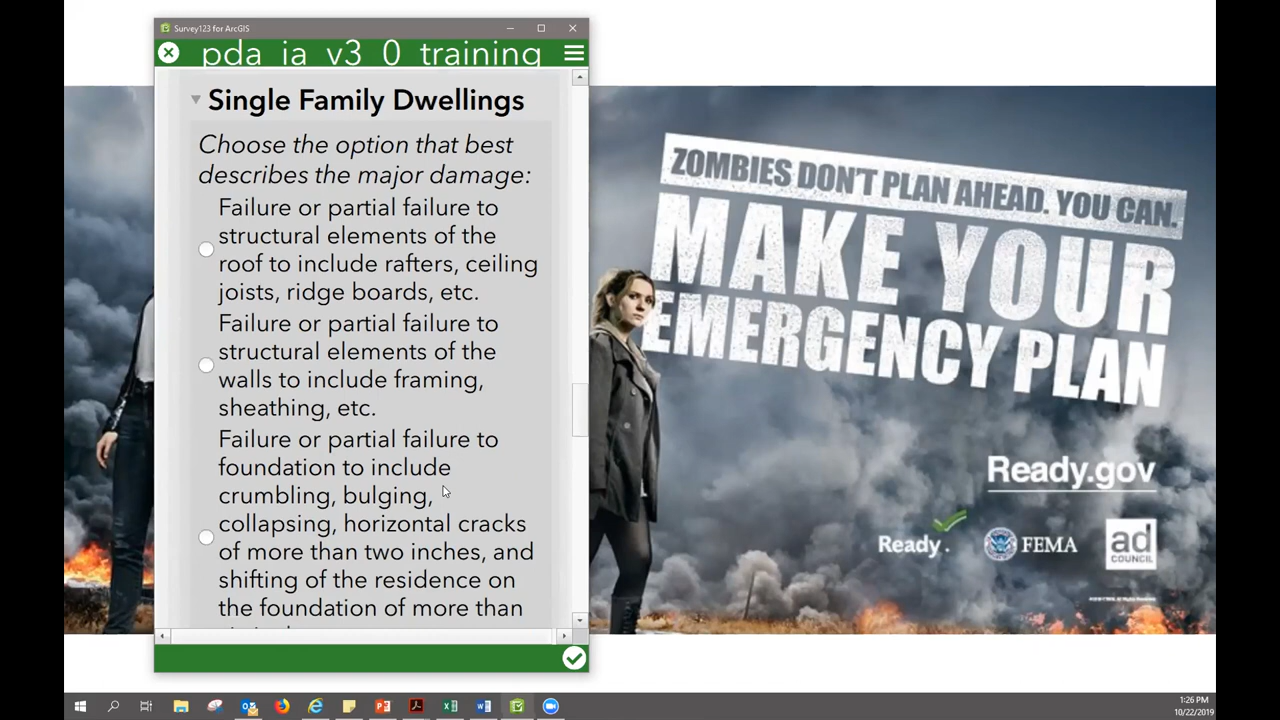 Survey123 for ArcGIS
pda_ia_v3_0_training
Single Family Dwellings
Choose the option that best
describes the major damage:
Failure or partial failure to
structural elements of the
roof to include rafters, ceiling
joists, ridge boards, etc.
Failure or partial failure to
structural elements of the
walls to include framing,
sheathing, etc.
Failure or partial failure to
foundation to include
crumbling, bulging,
collapsing, horizontal cracks
of more than two inches, and
shifting of the residence on
the foundation of more than
ZOMBIES DON'T PLAN AHEAD. YOU CAN.
MAKE YOUR
EMERGENCY PLAN
Ready.gov
Ready.
FEMA
ad
COUNCIL
1:26 PM
10/22/2019